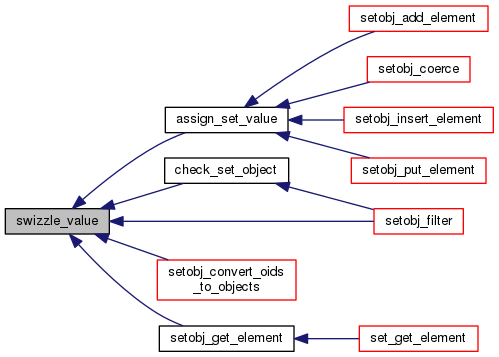 setobj_add_element
setobj_coerce
assign_set_value
setobj_insert_element
check_set_object
setobj_put_element
swizzle_value
setobj_filter
setobj_convert_oids
_to_objects
setobj_get_element
set_get_element